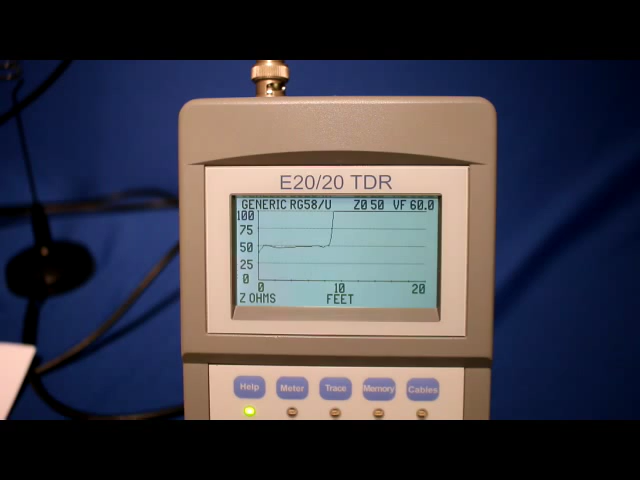 E20/20 TDR
GENERIC RG58/U Z0 50 VF 60.0
100
75
50
25
0
0 10 20
Z OHMS FEET
Help Meter Trace Memory Cables